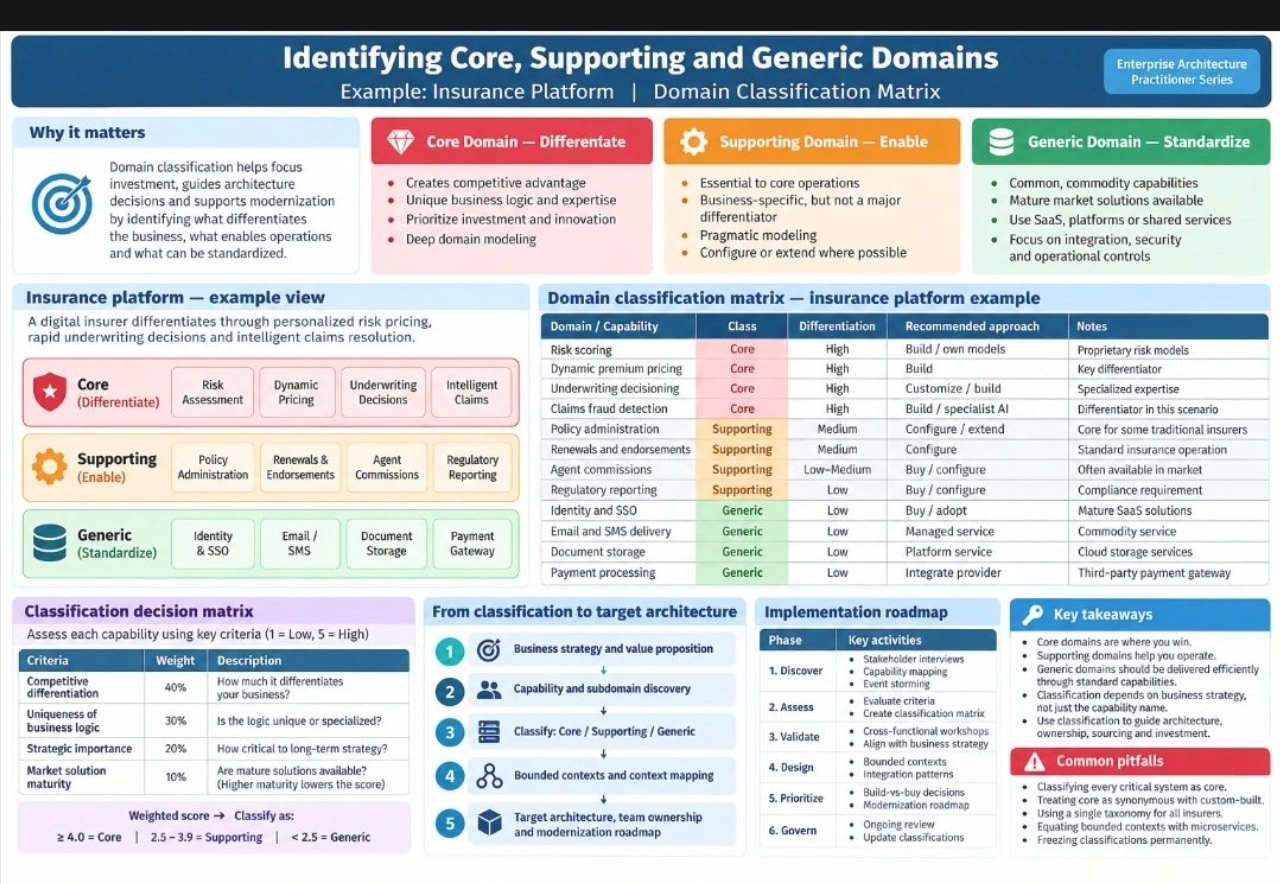 Identifying Core, Supporting and Generic Domains
Example: Insurance Platform | Domain Classification Matrix
Enterprise Architecture
Practitioner Series
Why it matters
Domain classification helps focus
investment, guides architecture
decisions and supports modernization
by identifying what differentiates
the business, what enables operations
and what can be standardized.
Core Domain — Differentiate
• Creates competitive advantage
• Unique business logic and expertise
• Prioritize investment and innovation
• Deep domain modeling
Supporting Domain — Enable
• Essential to core operations
• Business-specific, but not a major
differentiator
• Pragmatic modeling
• Configure or extend where possible
Generic Domain — Standardize
• Common, commodity capabilities
• Mature market solutions available
• Use SaaS, platforms or shared services
• Focus on integration, security
and operational controls
Insurance platform — example view
A digital insurer differentiates through personalized risk pricing,
rapid underwriting decisions and intelligent claims resolution.
Core
(Differentiate)
Risk
Assessment
Dynamic
Pricing
Underwriting
Decisions
Intelligent
Claims
Supporting
(Enable)
Policy
Administration
Renewals &
Endorsements
Agent
Commissions
Regulatory
Reporting
Generic
(Standardize)
Identity
& SSO
Email /
SMS
Document
Storage
Payment
Gateway
Domain classification matrix — insurance platform example
Domain / Capability Class Differentiation Recommended approach Notes
Risk scoring Core High Build / own models Proprietary risk models
Dynamic premium pricing Core High Build Key differentiator
Underwriting decisioning Core High Customize / build Specialized expertise
Claims fraud detection Core High Build / specialist AI Differentiator in this scenario
Policy administration Supporting Medium Configure / extend Core for some traditional insurers
Renewals and endorsements Supporting Medium Configure Standard insurance operation
Agent commissions Supporting Low–Medium Buy / configure Often available in market
Regulatory reporting Supporting Low Buy / configure Compliance requirement
Identity and SSO Generic Low Buy / adopt Mature SaaS solutions
Email and SMS delivery Generic Low Managed service Commodity service
Document storage Generic Low Platform service Cloud storage services
Payment processing Generic Low Integrate provider Third-party payment gateway
Classification decision matrix
Assess each capability using key criteria (1 = Low, 5 = High)
Criteria Weight Description
Competitive
differentiation
40%
How much it differentiates
your business?
Uniqueness of
business logic
30%
Is the logic unique or specialized?
Strategic importance 20% How critical to long-term strategy?
Market solution
maturity
10%
Are mature solutions available?
(Higher maturity lowers the score)
Weighted score → Classify as:
≥ 4.0 = Core | 2.5 – 3.9 = Supporting | < 2.5 = Generic
From classification to target architecture
1 Business strategy and value proposition
2 Capability and subdomain discovery
3 Classify: Core / Supporting / Generic
4 Bounded contexts and context mapping
5 Target architecture, team ownership
and modernization roadmap
Implementation roadmap
Phase Key activities
1. Discover
• Stakeholder interviews
• Capability mapping
• Event storming
2. Assess
• Evaluate criteria
• Create classification matrix
3. Validate
• Cross-functional workshops
• Align with business strategy
4. Design
• Bounded contexts
• Integration patterns
5. Prioritize
• Build-vs-buy decisions
• Modernization roadmap
6. Govern
• Ongoing review
• Update classifications
Key takeaways
• Core domains are where you win.
• Supporting domains help you operate.
• Generic domains should be delivered efficiently
through standard capabilities.
• Classification depends on business strategy,
not just the capability name.
• Use classification to guide architecture,
ownership, sourcing and investment.
Common pitfalls
• Classifying every critical system as core.
• Treating core as synonymous with custom-built.
• Using a single taxonomy for all insurers.
• Equating bounded contexts with microservices.
• Freezing classifications permanently.